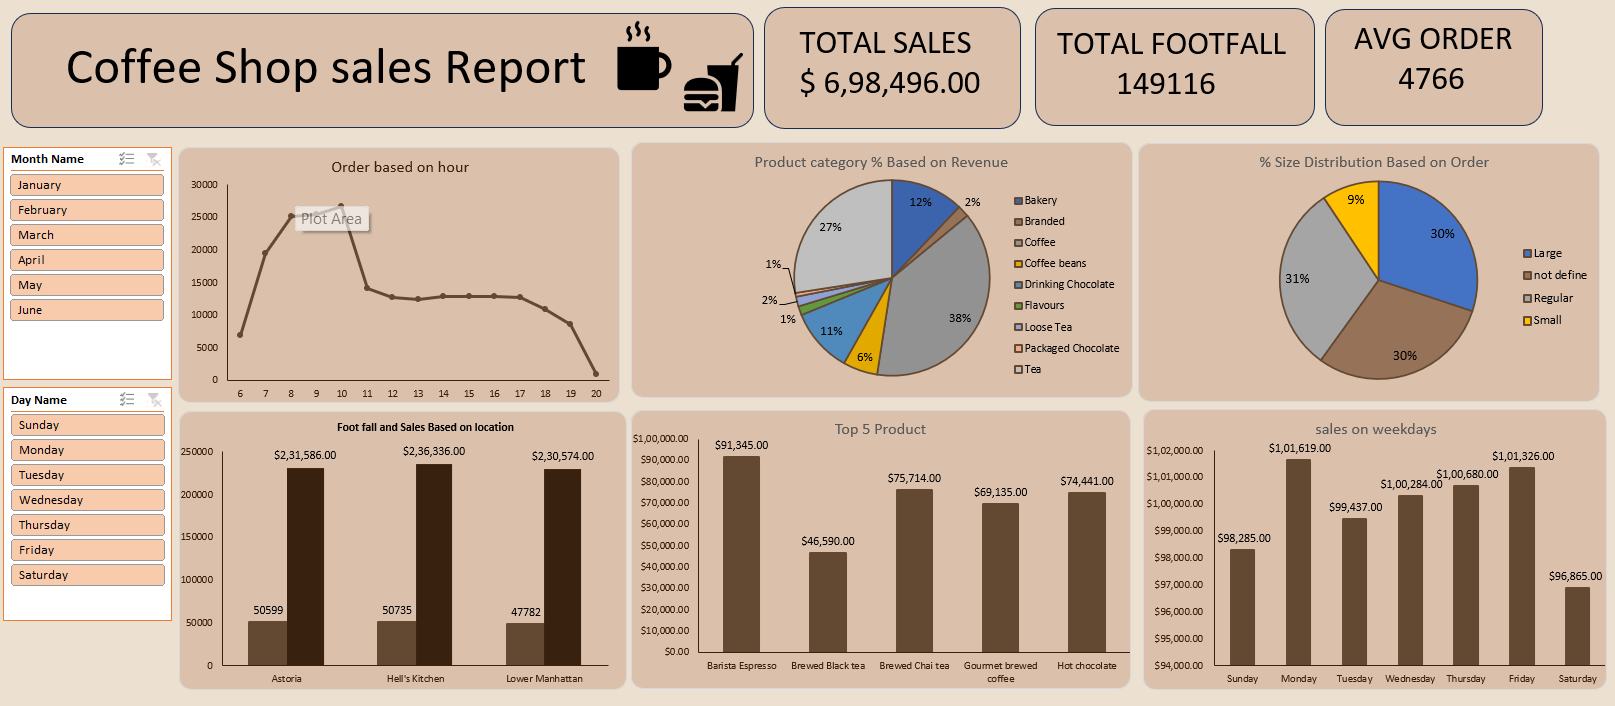 Coffee Shop sales Report
TOTAL SALES
$ 6,98,496.00
TOTAL FOOTFALL
149116
AVG ORDER
4766
Month Name
January
February
March
April
May
June
Day Name
Sunday
Monday
Tuesday
Wednesday
Thursday
Friday
Saturday
Order based on hour
30000
25000
20000
15000
10000
5000
0
Plot Area
6 7 8 9 10 11 12 13 14 15 16 17 18 19 20
Product category % Based on Revenue
12%
2%
38%
6%
11%
1%
2%
1%
27%
Bakery
Branded
Coffee
Coffee beans
Drinking Chocolate
Flavours
Loose Tea
Packaged Chocolate
Tea
% Size Distribution Based on Order
30%
30%
31%
9%
Large
not define
Regular
Small
Foot fall and Sales Based on location
250000
200000
150000
100000
50000
0
50599
$2,31,586.00
50735
$2,36,336.00
47782
$2,30,574.00
Astoria
Hell's Kitchen
Lower Manhattan
Top 5 Product
$1,00,000.00
$90,000.00
$80,000.00
$70,000.00
$60,000.00
$50,000.00
$40,000.00
$30,000.00
$20,000.00
$10,000.00
$0.00
$91,345.00
$46,590.00
$75,714.00
$69,135.00
$74,441.00
Barista Espresso
Brewed Black tea
Brewed Chai tea
Gourmet brewed
coffee
Hot chocolate
sales on weekdays
$1,02,000.00
$1,01,000.00
$1,00,000.00
$99,000.00
$98,000.00
$97,000.00
$96,000.00
$95,000.00
$94,000.00
$98,285.00
$1,01,619.00
$99,437.00
$1,00,284.00
$1,00,680.00
$1,01,326.00
$96,865.00
Sunday
Monday
Tuesday
Wednesday
Thursday
Friday
Saturday